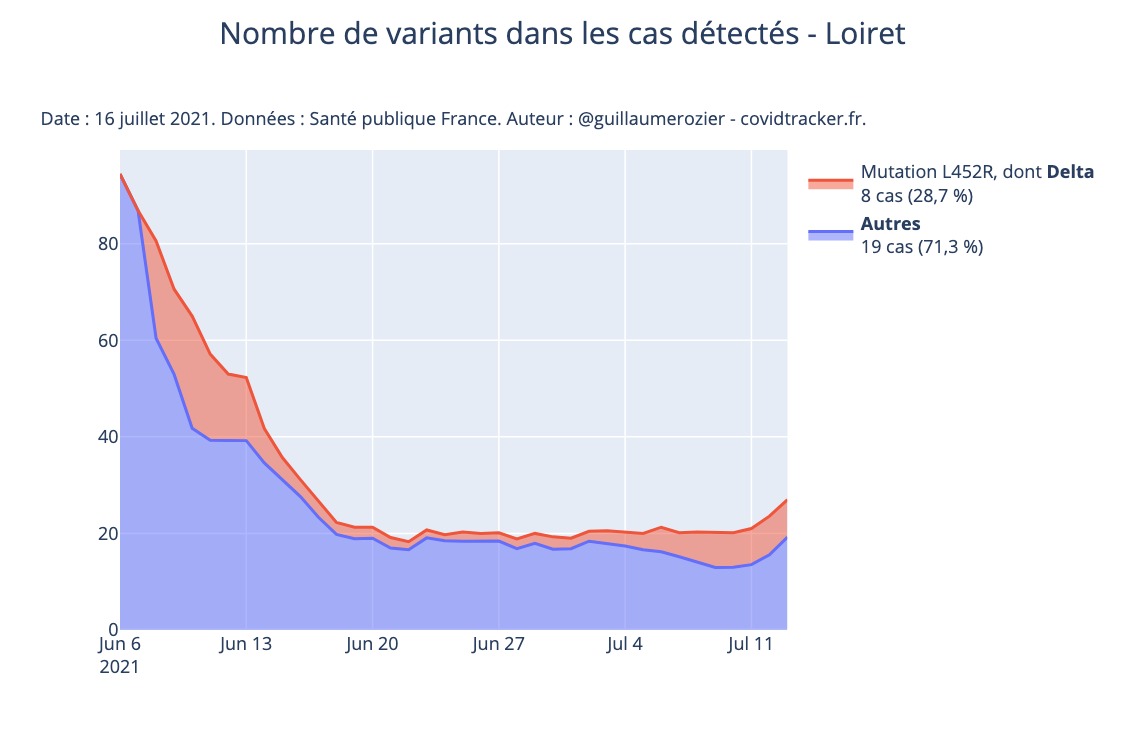 Nombre de variants dans les cas détectés - Loiret
Date : 16 juillet 2021. Données : Santé publique France. Auteur : @guillaumerozier - covidtracker.fr.
Mutation L452R, dont Delta
8 cas (28,7 %)
Autres
19 cas (71,3 %)
80
60
40
20
0
Jun 6
2021
Jun 13
Jun 20
Jun 27
Jul 4
Jul 11